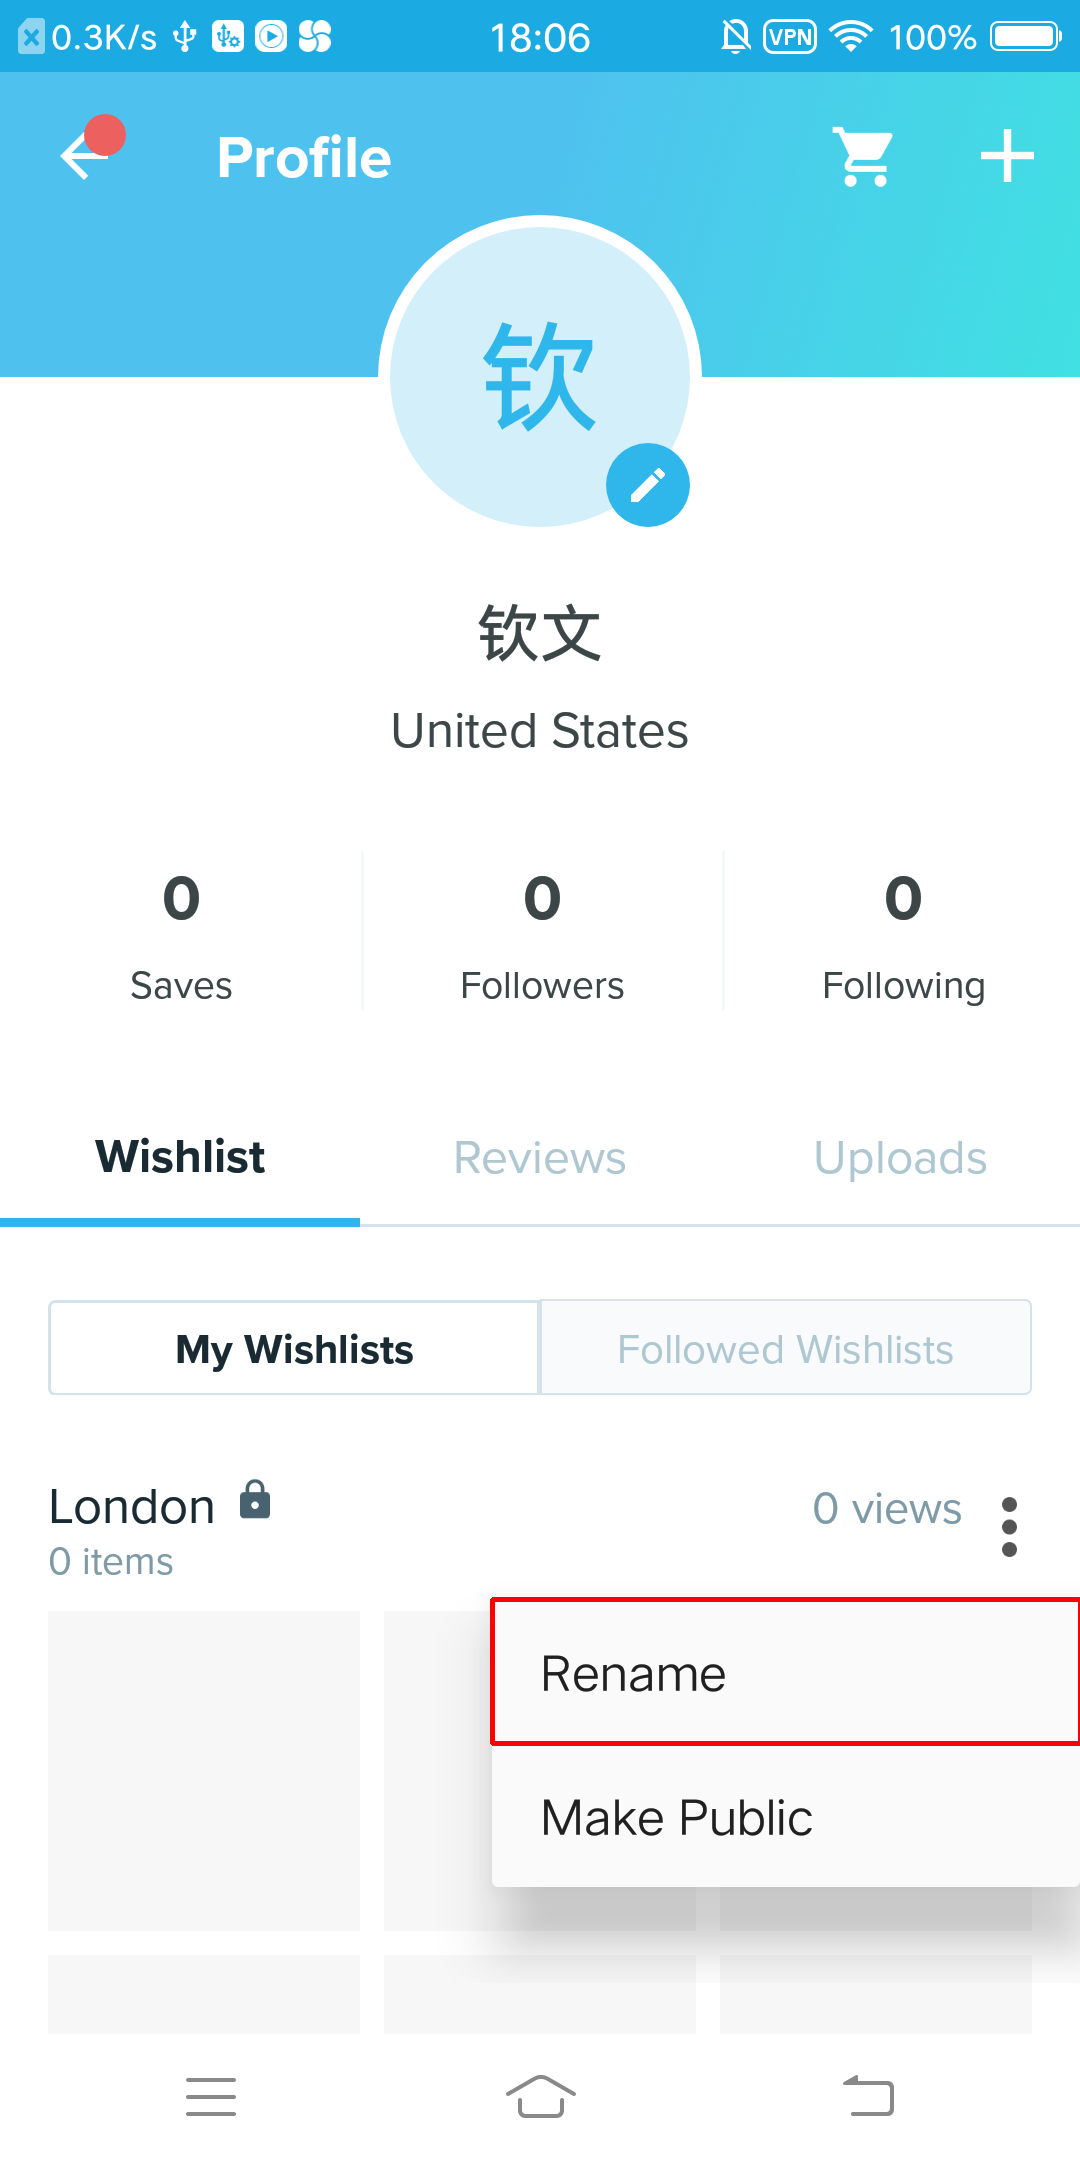 0.3K/s 18:06 VPN 100%
Profile
钦
钦文
United States
0 0 0
Saves Followers Following
Wishlist Reviews Uploads
My Wishlists Followed Wishlists
London 0 views
0 items
Rename
Make Public